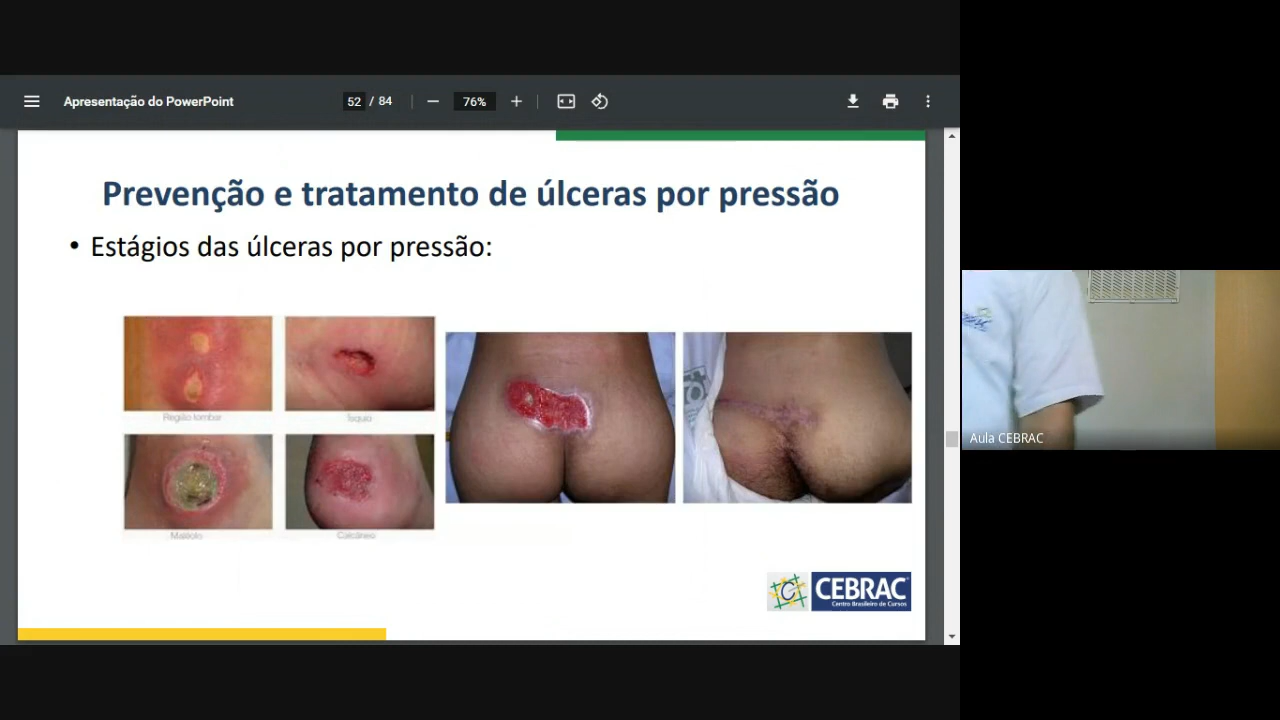 Apresentação do PowerPoint
52 / 84
76%
Prevenção e tratamento de úlceras por pressão
• Estágios das úlceras por pressão:
Região lombar
Ísquio
Maléolo
Calcâneo
CEBRAC
Centro Brasileiro de Cursos
Aula CEBRAC